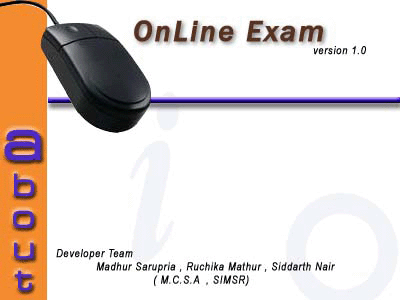 OnLine Exam
version 1.0
about
i
o
Developer Team
Madhur Sarupria , Ruchika Mathur , Siddarth Nair
( M.C.S.A , SIMSR)